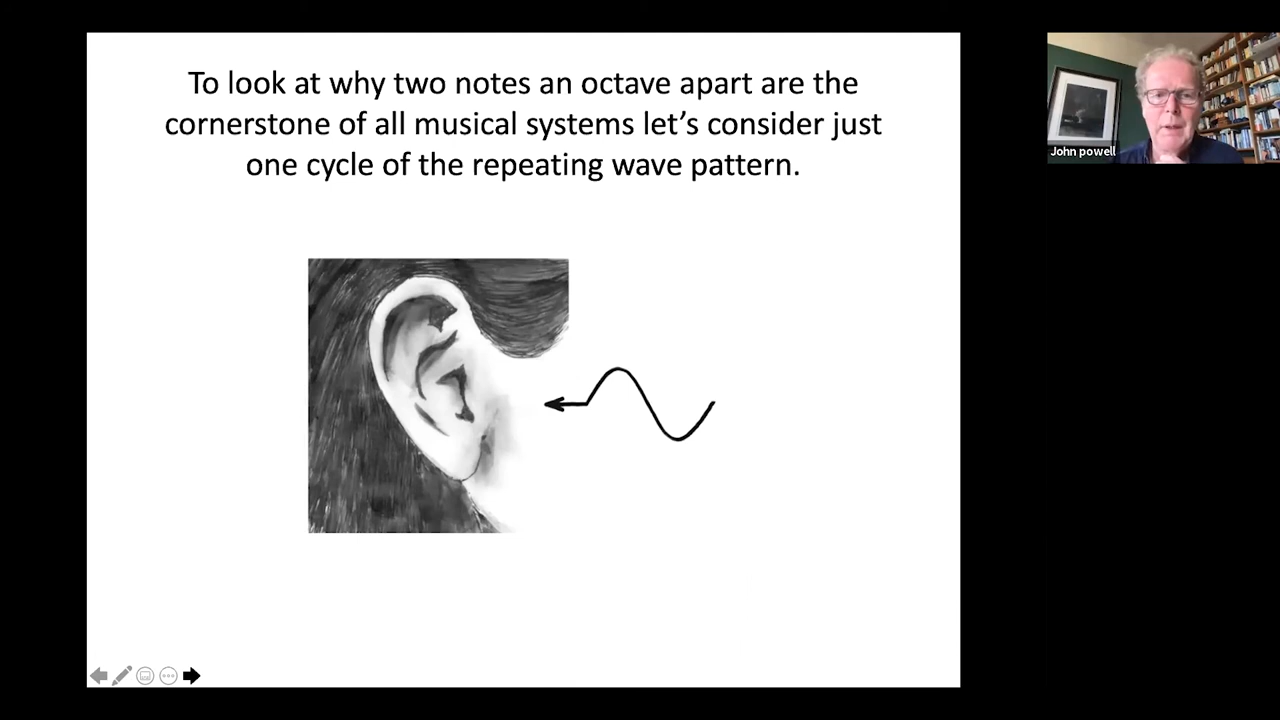 To look at why two notes an octave apart are the
cornerstone of all musical systems let’s consider just
one cycle of the repeating wave pattern.
John powell